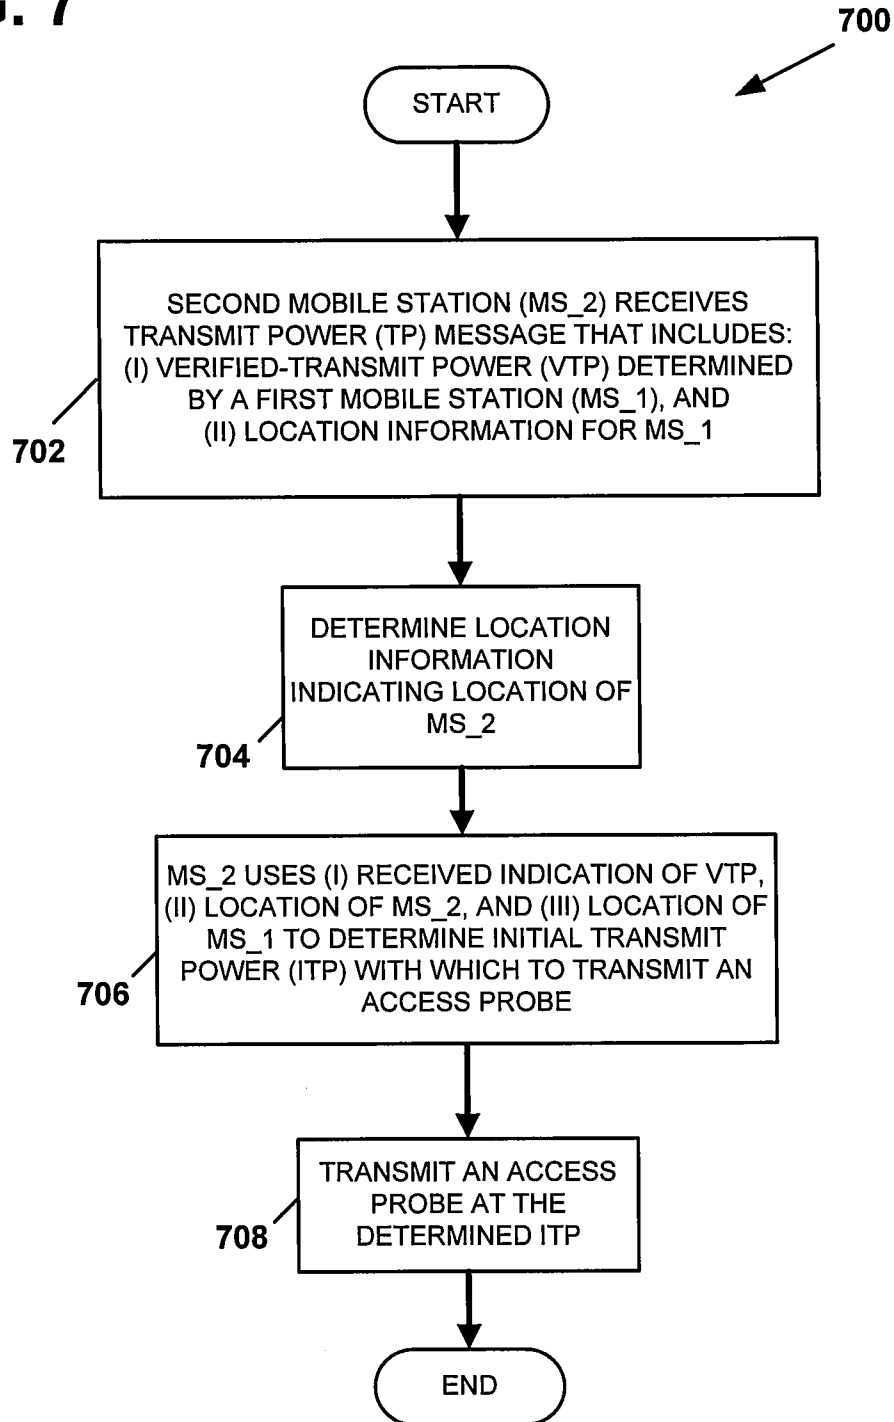 . 7
700
START
SECOND MOBILE STATION (MS_2) RECEIVES
TRANSMIT POWER (TP) MESSAGE THAT INCLUDES:
(I) VERIFIED-TRANSMIT POWER (VTP) DETERMINED
BY A FIRST MOBILE STATION (MS_1), AND
(II) LOCATION INFORMATION FOR MS_1
702
DETERMINE LOCATION
INFORMATION
INDICATING LOCATION OF
MS_2
704
MS_2 USES (I) RECEIVED INDICATION OF VTP,
(II) LOCATION OF MS_2, AND (III) LOCATION OF
MS_1 TO DETERMINE INITIAL TRANSMIT
POWER (ITP) WITH WHICH TO TRANSMIT AN
ACCESS PROBE
706
TRANSMIT AN ACCESS
PROBE AT THE
DETERMINED ITP
708
END